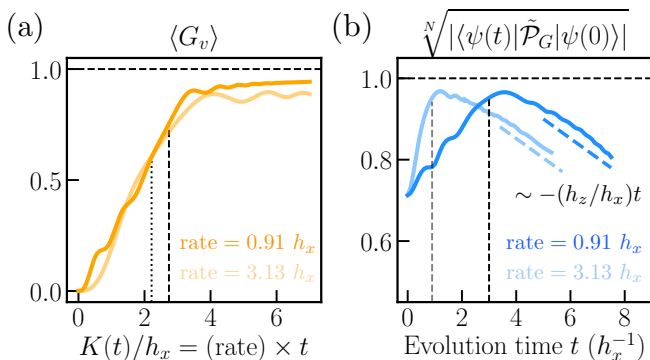 (a)
⟨G_v⟩
1.0
0.5
0.0
rate = 0.91 h_x
rate = 3.13 h_x
0 2 4 6
K(t)/h_x = (rate) × t
(b)
\sqrt[N]{|⟨ψ(t)|\tilde{𝒫}_G|ψ(0)⟩|}
1.0
0.8
0.6
∼ −(h_z/h_x)t
rate = 0.91 h_x
rate = 3.13 h_x
0 2 4 6 8
Evolution time t (h_x^{-1})